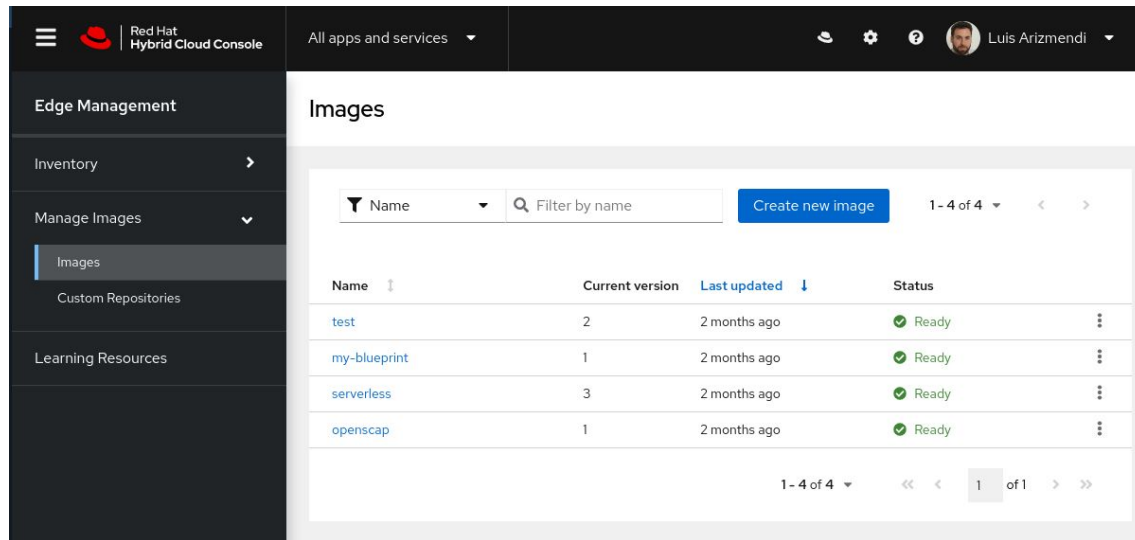 Red Hat
Hybrid Cloud Console
All apps and services
Luis Arizmendi
Edge Management
Inventory
Manage Images
Images
Custom Repositories
Learning Resources
Images
Name
Filter by name
Create new image
1 - 4 of 4
Name Current version Last updated Status
test 2 2 months ago Ready
my-blueprint 1 2 months ago Ready
serverless 3 2 months ago Ready
openscap 1 2 months ago Ready
1 - 4 of 4 1 of 1